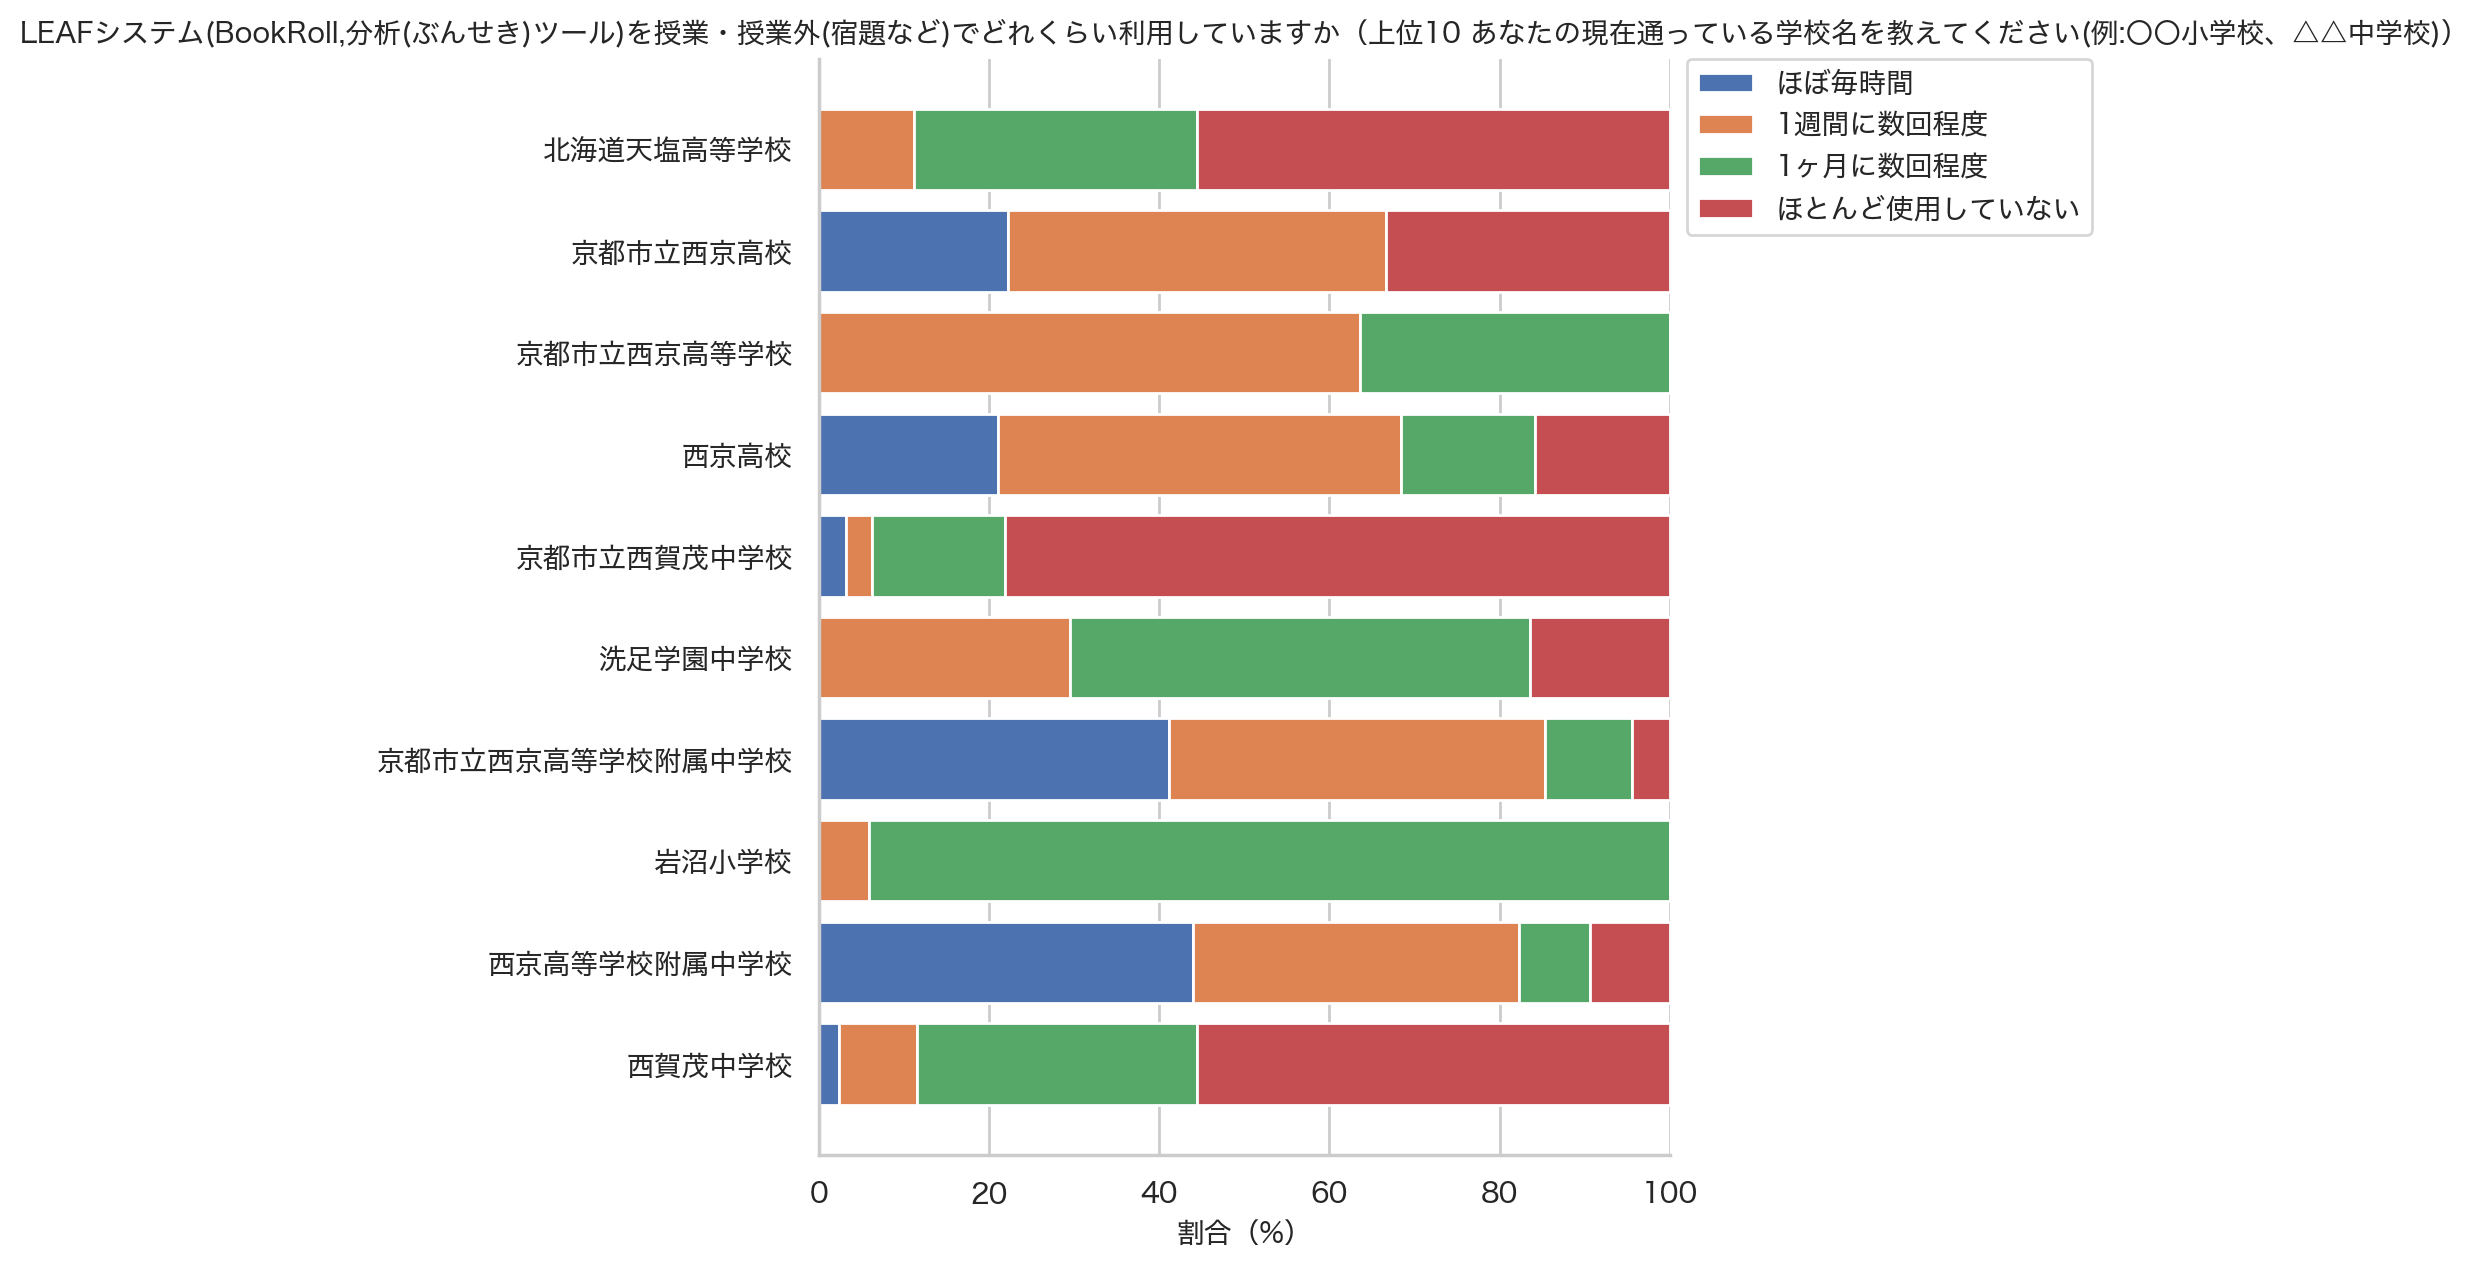 LEAFシステム(BookRoll,分析(ぶんせき)ツール)を授業・授業外(宿題など)でどれくらい利用していますか（上位10 あなたの現在通っている学校名を教えてください(例:〇〇小学校、△△中学校)）
ほぼ毎時間
1週間に数回程度
1ヶ月に数回程度
ほとんど使用していない
北海道天塩高等学校
京都市立西京高校
京都市立西京高等学校
西京高校
京都市立西賀茂中学校
洗足学園中学校
京都市立西京高等学校附属中学校
岩沼小学校
西京高等学校附属中学校
西賀茂中学校
0 20 40 60 80 100
割合（%）